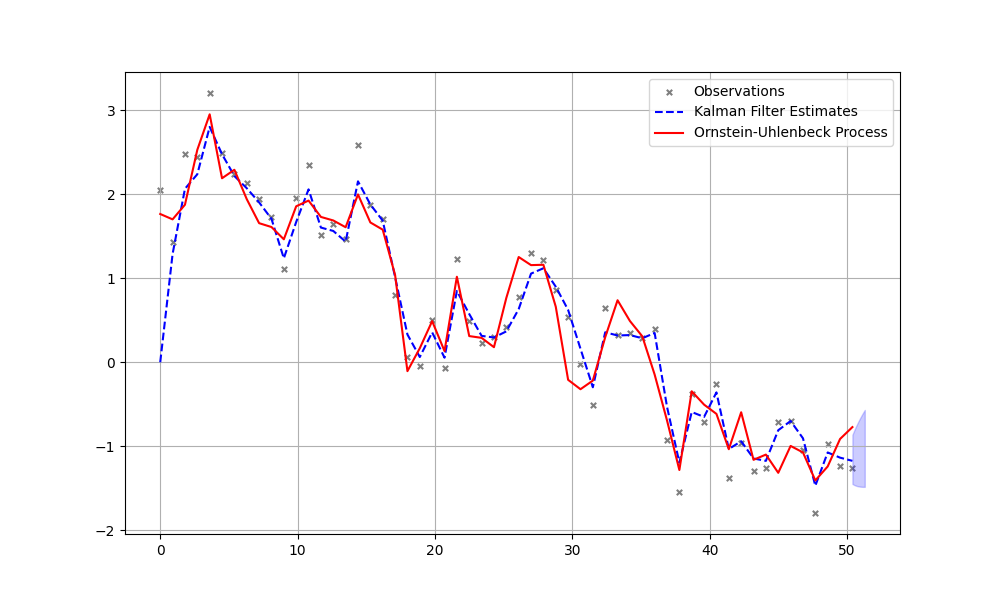 Observations
Kalman Filter Estimates
Ornstein-Uhlenbeck Process
3
2
1
0
−1
−2
0 10 20 30 40 50